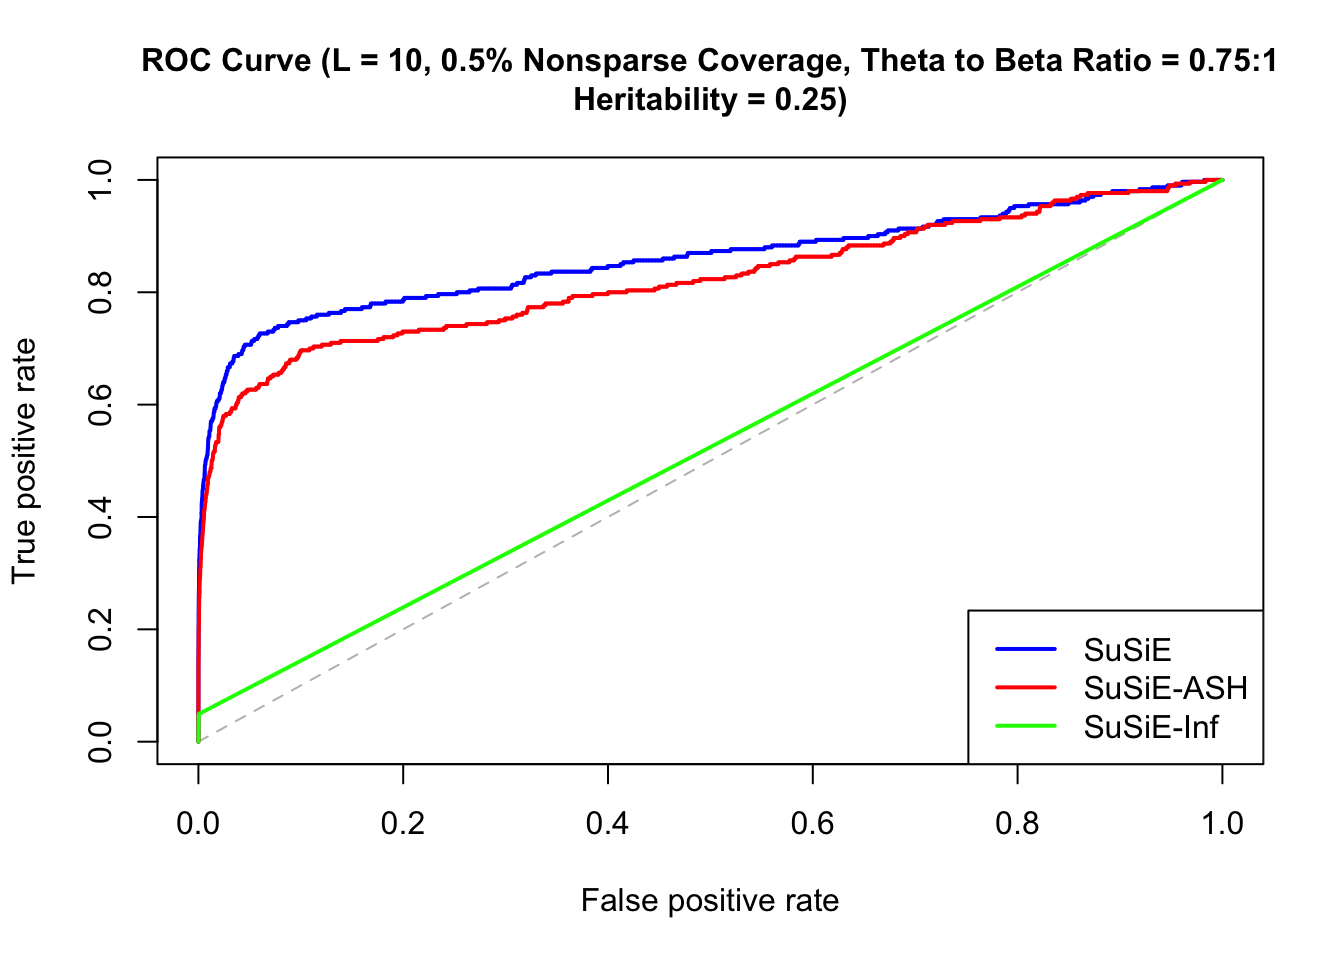 ROC Curve (L = 10, 0.5% Nonsparse Coverage, Theta to Beta Ratio = 0.75:1
Heritability = 0.25)
True positive rate
1.0
0.8
0.6
0.4
0.2
0.0
SuSiE
SuSiE-ASH
SuSiE-Inf
0.0 0.2 0.4 0.6 0.8 1.0
False positive rate